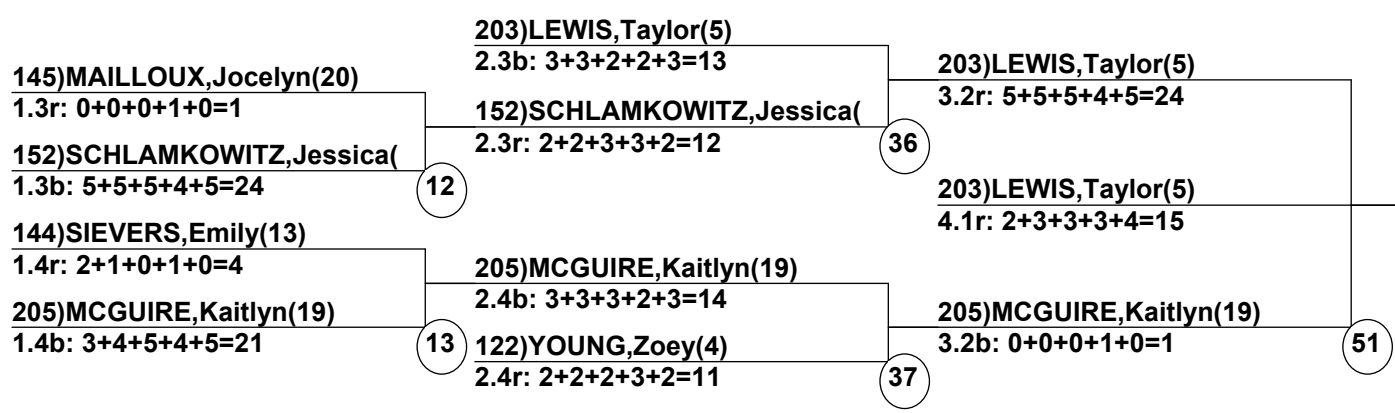 145)MAILLOUX,Jocelyn(20)
1.3r: 0+0+0+1+0=1
152)SCHLAMKOWITZ,Jessica(
1.3b: 5+5+5+4+5=24
12
144)SIEVERS,Emily(13)
1.4r: 2+1+0+1+0=4
205)MCGUIRE,Kaitlyn(19)
1.4b: 3+4+5+4+5=21
13
203)LEWIS,Taylor(5)
2.3b: 3+3+2+2+3=13
152)SCHLAMKOWITZ,Jessica(
2.3r: 2+2+3+3+2=12
36
205)MCGUIRE,Kaitlyn(19)
2.4b: 3+3+3+2+3=14
122)YOUNG,Zoey(4)
2.4r: 2+2+2+3+2=11
37
203)LEWIS,Taylor(5)
3.2r: 5+5+5+4+5=24
203)LEWIS,Taylor(5)
4.1r: 2+3+3+3+4=15
205)MCGUIRE,Kaitlyn(19)
3.2b: 0+0+0+1+0=1
51